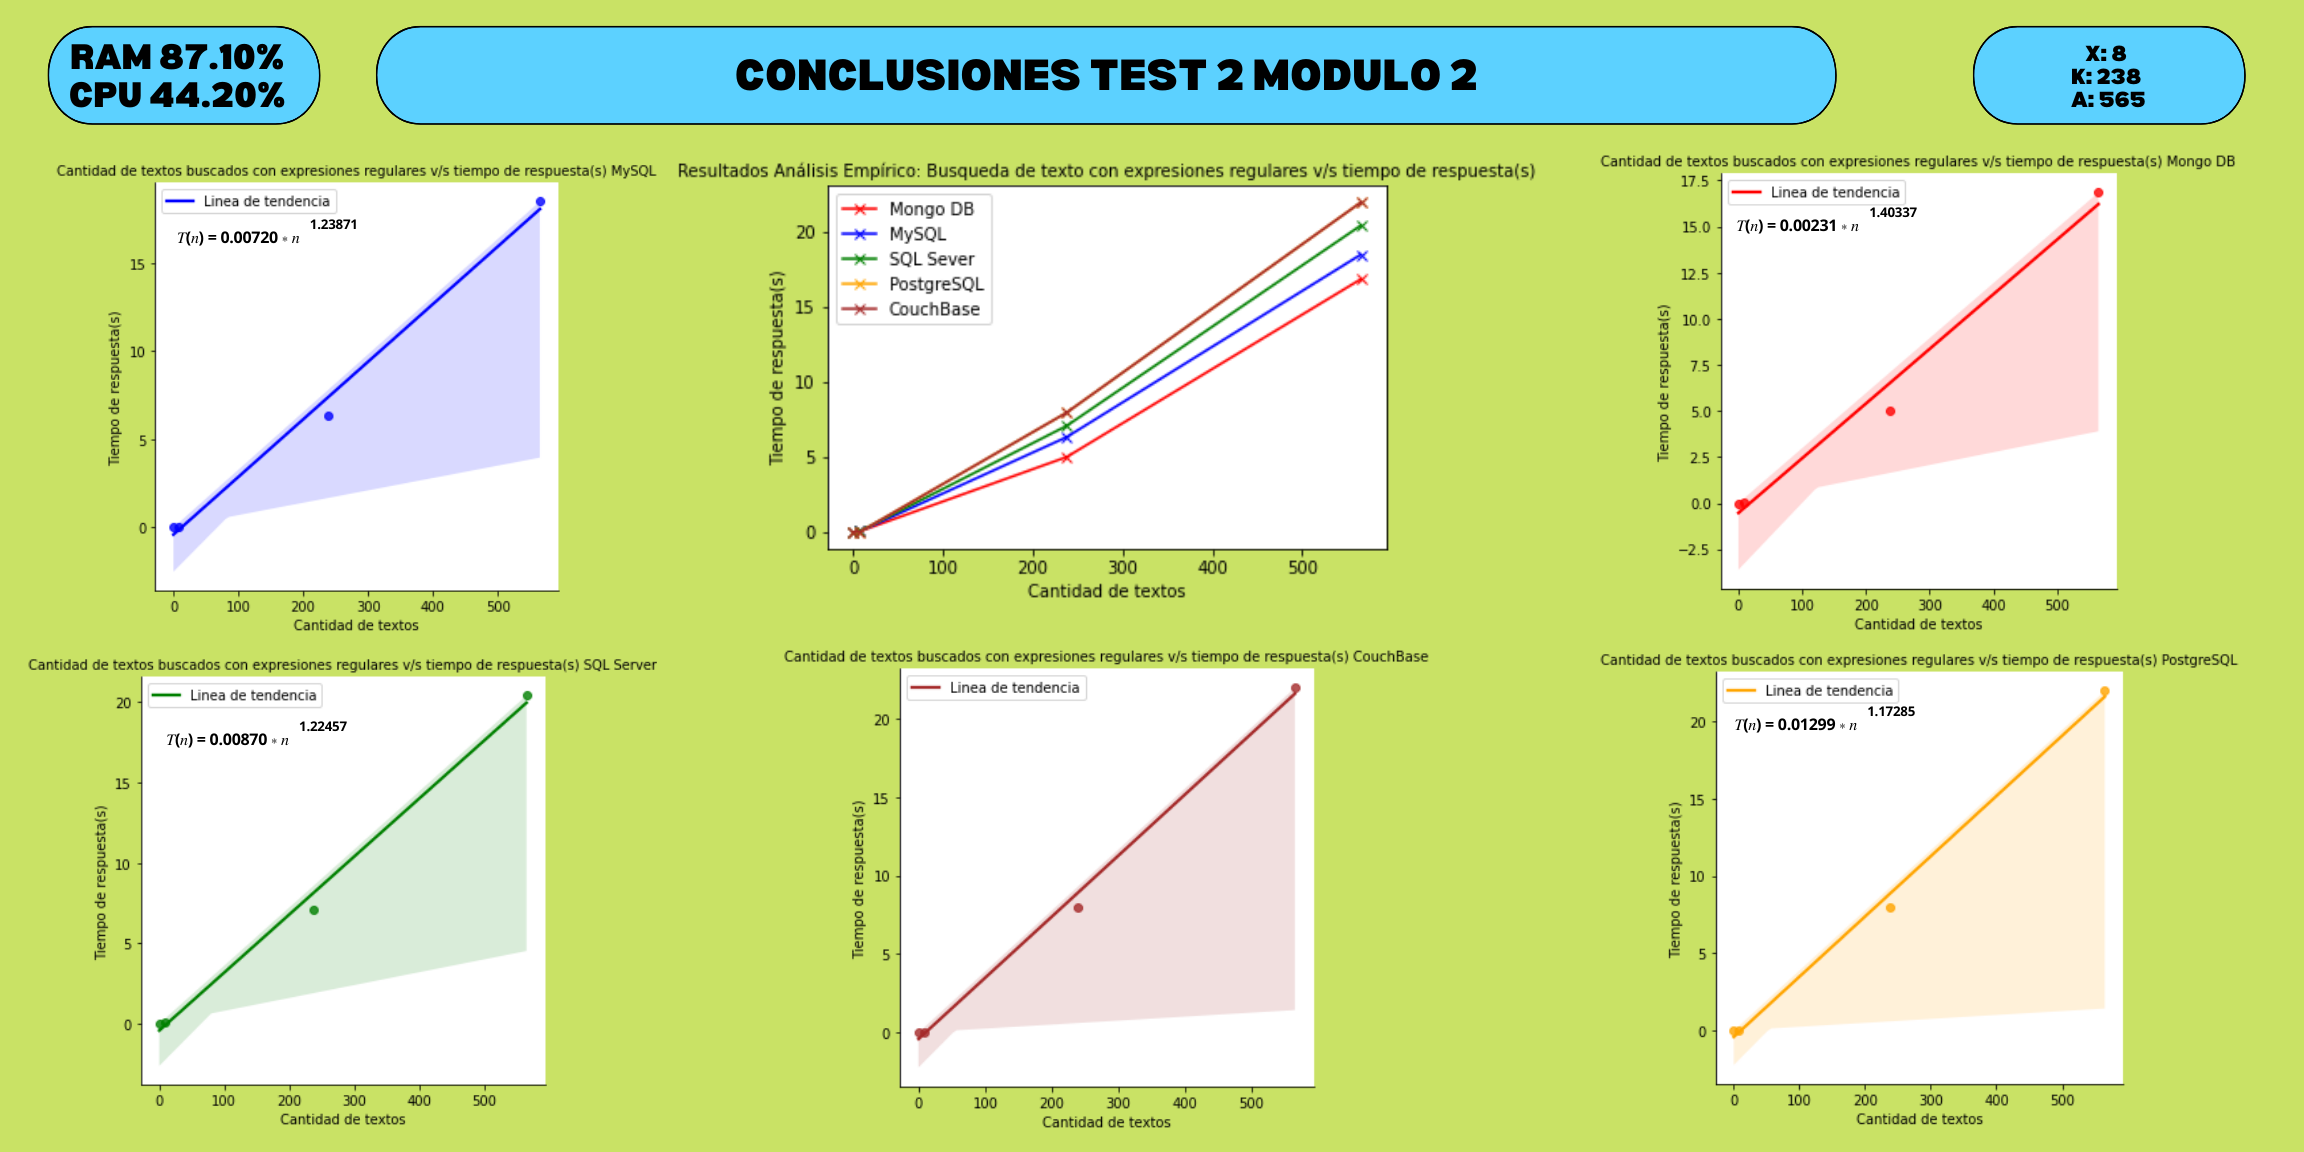 RAM 87.10%
CPU 44.20%
CONCLUSIONES TEST 2 MODULO 2
X: 8
K: 238
A: 565
Cantidad de textos buscados con expresiones regulares v/s tiempo de respuesta(s) MySQL
Linea de tendencia
T(n) = 0.00720 * n 1.23871
15
10
5
0
Tiempo de respuesta(s)
0 100 200 300 400 500
Cantidad de textos
Resultados Análisis Empírico: Busqueda de texto con expresiones regulares v/s tiempo de respuesta(s)
Mongo DB
MySQL
SQL Sever
PostgreSQL
CouchBase
20
15
10
5
0
Tiempo de respuesta(s)
0 100 200 300 400 500
Cantidad de textos
Cantidad de textos buscados con expresiones regulares v/s tiempo de respuesta(s) Mongo DB
Linea de tendencia
T(n) = 0.00231 * n 1.40337
17.5
15.0
12.5
10.0
7.5
5.0
2.5
0.0
−2.5
Tiempo de respuesta(s)
0 100 200 300 400 500
Cantidad de textos
Cantidad de textos buscados con expresiones regulares v/s tiempo de respuesta(s) SQL Server
Linea de tendencia
T(n) = 0.00870 * n 1.22457
20
15
10
5
0
Tiempo de respuesta(s)
0 100 200 300 400 500
Cantidad de textos
Cantidad de textos buscados con expresiones regulares v/s tiempo de respuesta(s) CouchBase
Linea de tendencia
20
15
10
5
0
Tiempo de respuesta(s)
0 100 200 300 400 500
Cantidad de textos
Cantidad de textos buscados con expresiones regulares v/s tiempo de respuesta(s) PostgreSQL
Linea de tendencia
T(n) = 0.01299 * n 1.17285
20
15
10
5
0
Tiempo de respuesta(s)
0 100 200 300 400 500
Cantidad de textos